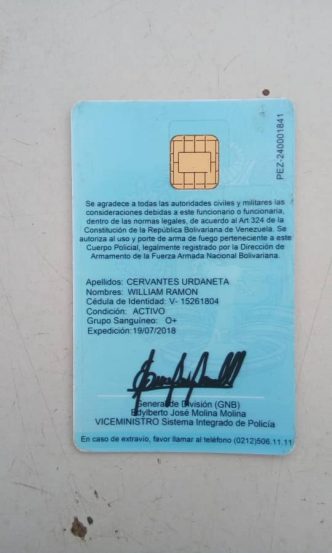 PEZ-240001841
Se agradece a todas las autoridades civiles y militares las
consideraciones debidas a este funcionario o funcionaria,
dentro de las normas legales, de acuerdo al Art 324 de la
Constitución de la República Bolivariana de Venezuela. Se
autoriza al uso y porte de arma de fuego perteneciente a este
Cuerpo Policial, legalmente registrado por la Dirección de
Armamento de la Fuerza Armada Nacional Bolivariana.
Apellidos: CERVANTES URDANETA
Nombres: WILLIAM RAMON
Cédula de Identidad: V- 15261804
Condición: ACTIVO
Grupo Sanguíneo: O+
Expedición:19/07/2018
General de División (GNB)
Edylberto José Molina Molina
VICEMINISTRO Sistema Integrado de Policía
En caso de extravío, favor llamar al teléfono (0212)506.11.11